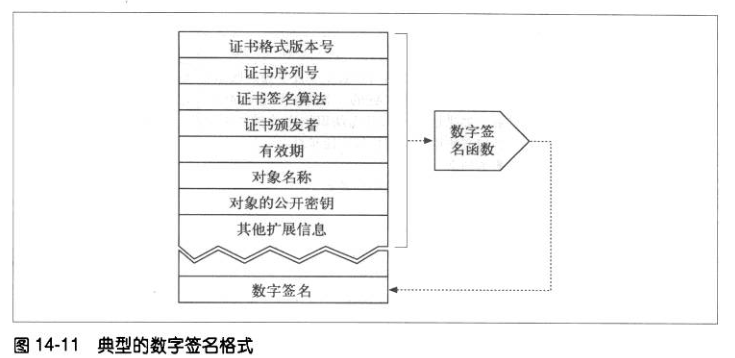 证书格式版本号
证书序列号
证书签名算法
证书颁发者
有效期
对象名称
对象的公开密钥
其他扩展信息
数字签名
数字签
名函数
图 14-11 典型的数字签名格式